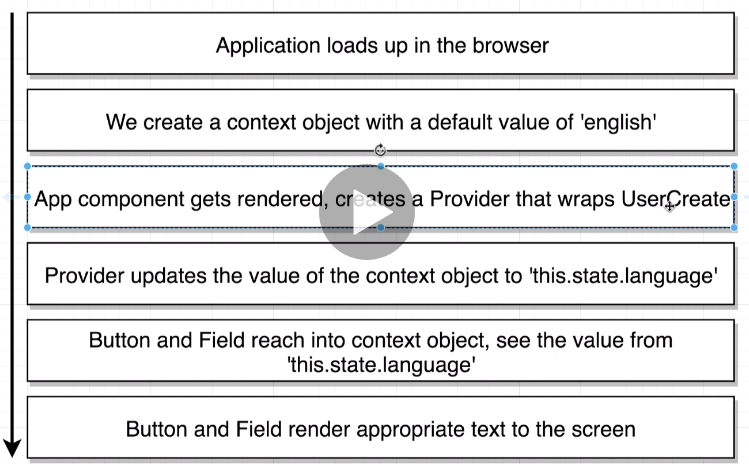 Application loads up in the browser
We create a context object with a default value of 'english'
App component gets rendered, creates a Provider that wraps UserCreate
Provider updates the value of the context object to 'this.state.language'
Button and Field reach into context object, see the value from
'this.state.language'
Button and Field render appropriate text to the screen